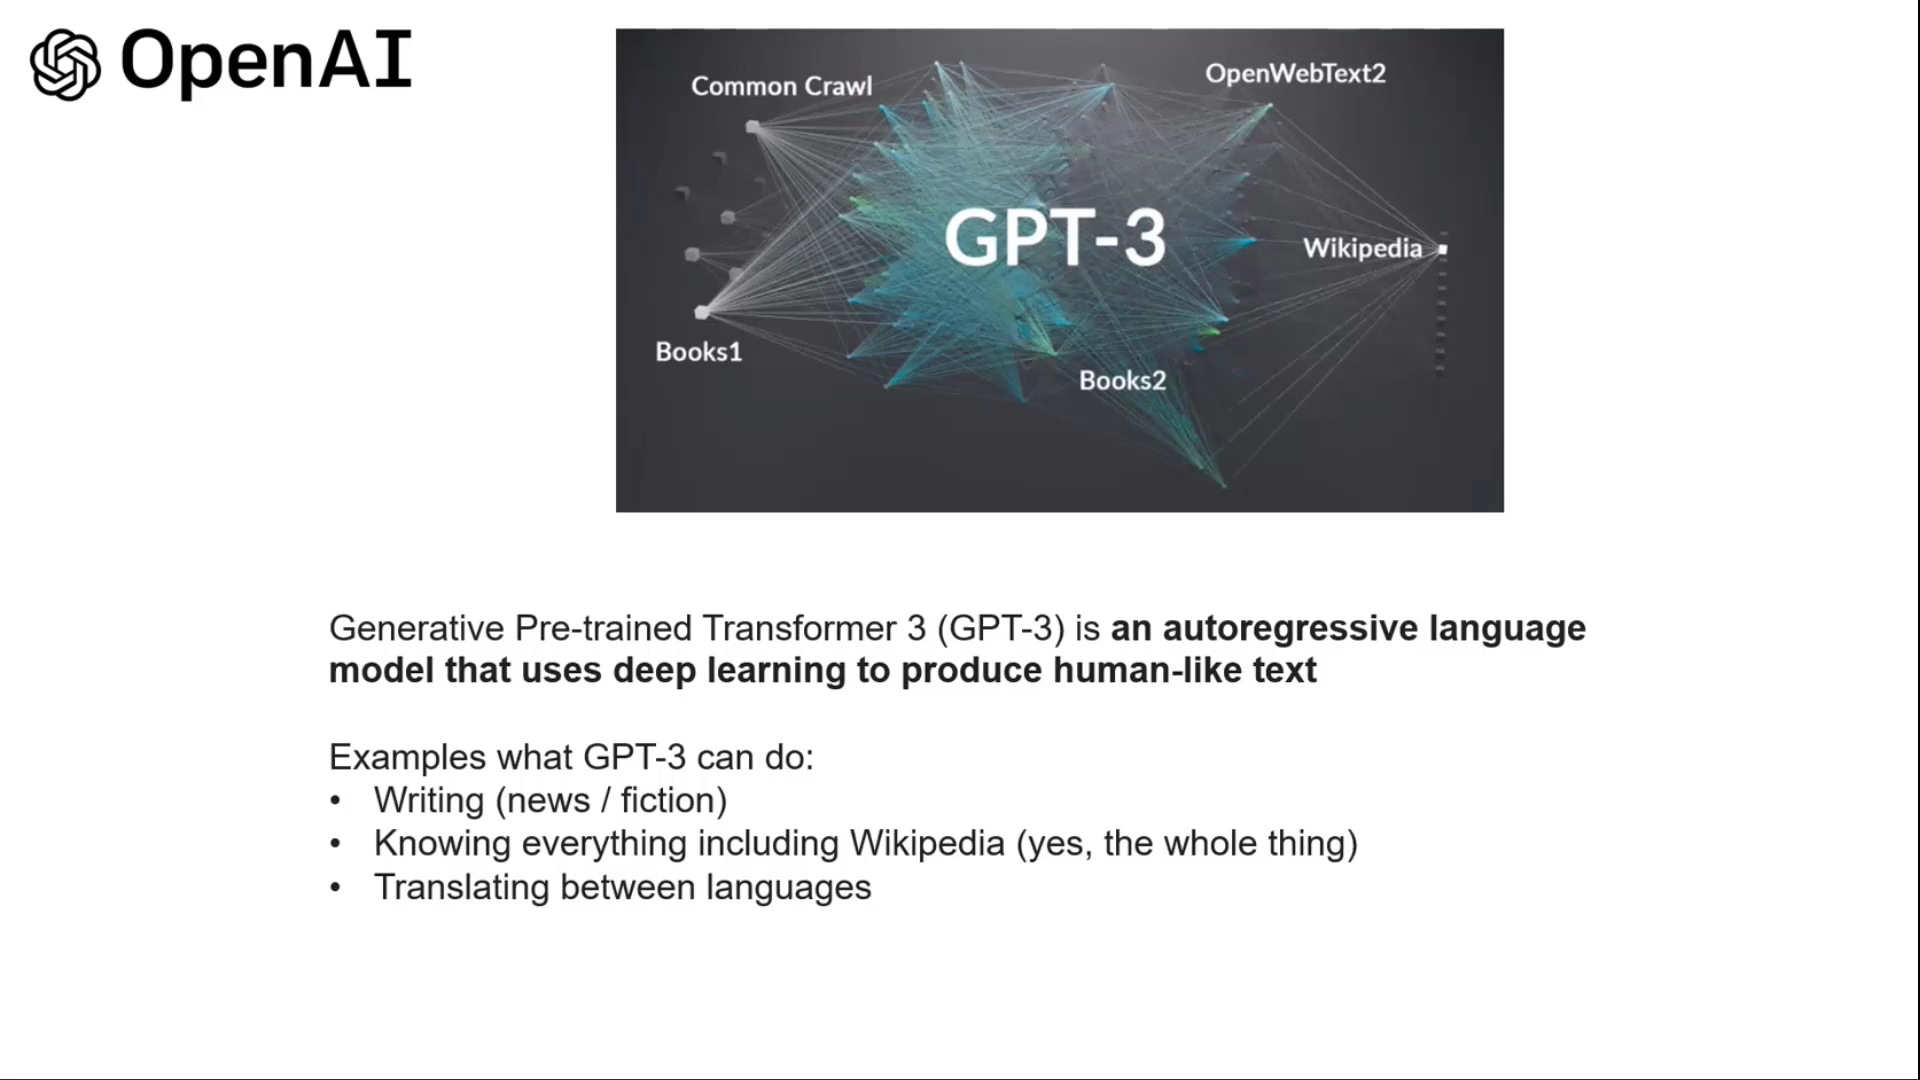 OpenAI
Common Crawl
OpenWebText2
GPT-3
Wikipedia
Books1
Books2
Generative Pre-trained Transformer 3 (GPT-3) is an autoregressive language
model that uses deep learning to produce human-like text
Examples what GPT-3 can do:
• Writing (news / fiction)
• Knowing everything including Wikipedia (yes, the whole thing)
• Translating between languages